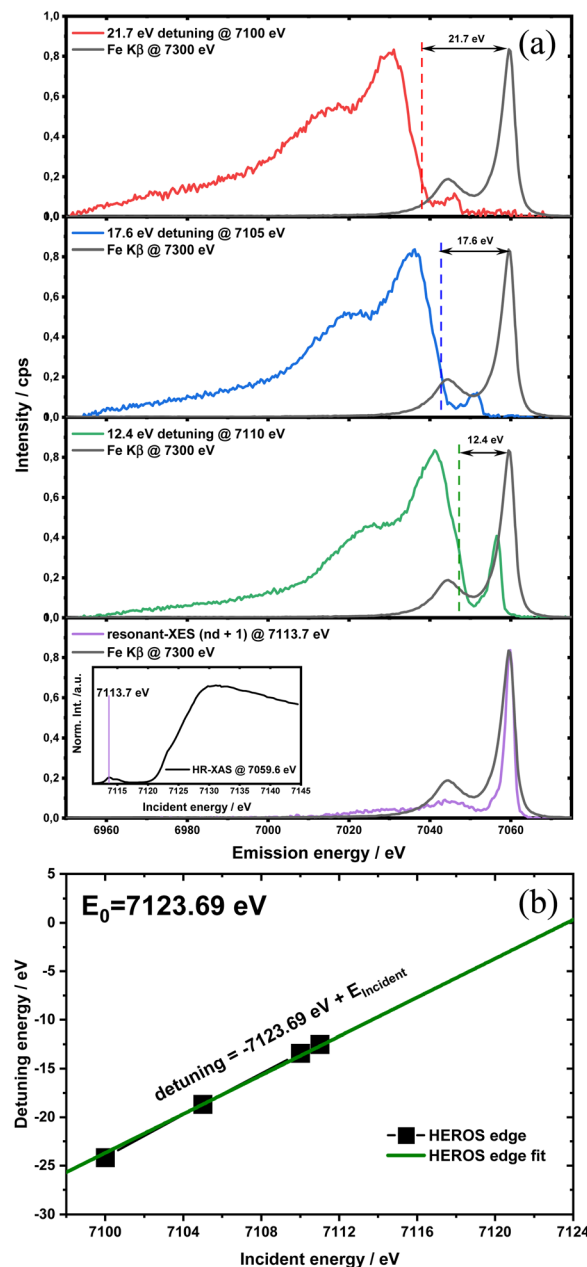 21.7 eV detuning @ 7100 eV
Fe Kβ @ 7300 eV
21.7 eV
(a)
1,0
0,8
0,6
0,4
0,2
0,0
17.6 eV detuning @ 7105 eV
Fe Kβ @ 7300 eV
17.6 eV
0,8
0,6
0,4
0,2
0,0
12.4 eV detuning @ 7110 eV
Fe Kβ @ 7300 eV
12.4 eV
0,8
0,6
0,4
0,2
0,0
resonant-XES (nd + 1) @ 7113.7 eV
Fe Kβ @ 7300 eV
0,8
0,6
0,4
0,2
0,0
Intensity / cps
7113.7 eV
Norm. Int. /a.u.
HR-XAS @ 7059.6 eV
7115 7120 7125 7130 7135 7140 7145
Incident energy / eV
6960 6980 7000 7020 7040 7060
Emission energy / eV
E0=7123.69 eV
(b)
5
0
-5
-10
-15
-20
-25
-30
Detuning energy / eV
detuning = -7123.69 eV + EIncident
HEROS edge
HEROS edge fit
7100 7104 7108 7112 7116 7120 7124
Incident energy / eV